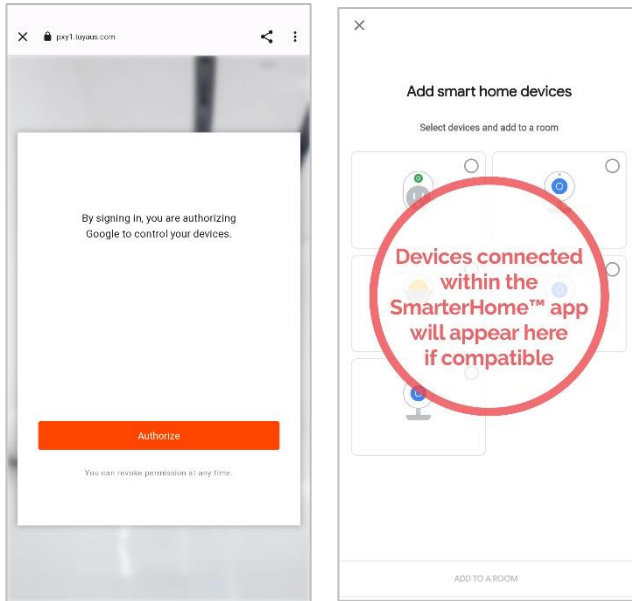 pxy1.tuyaus.com
By signing in, you are authorizing
Google to control your devices.
Authorize
You can revoke permission at any time.
Add smart home devices
Select devices and add to a room
Devices connected
within the
SmarterHome™ app
will appear here
if compatible
ADD TO A ROOM